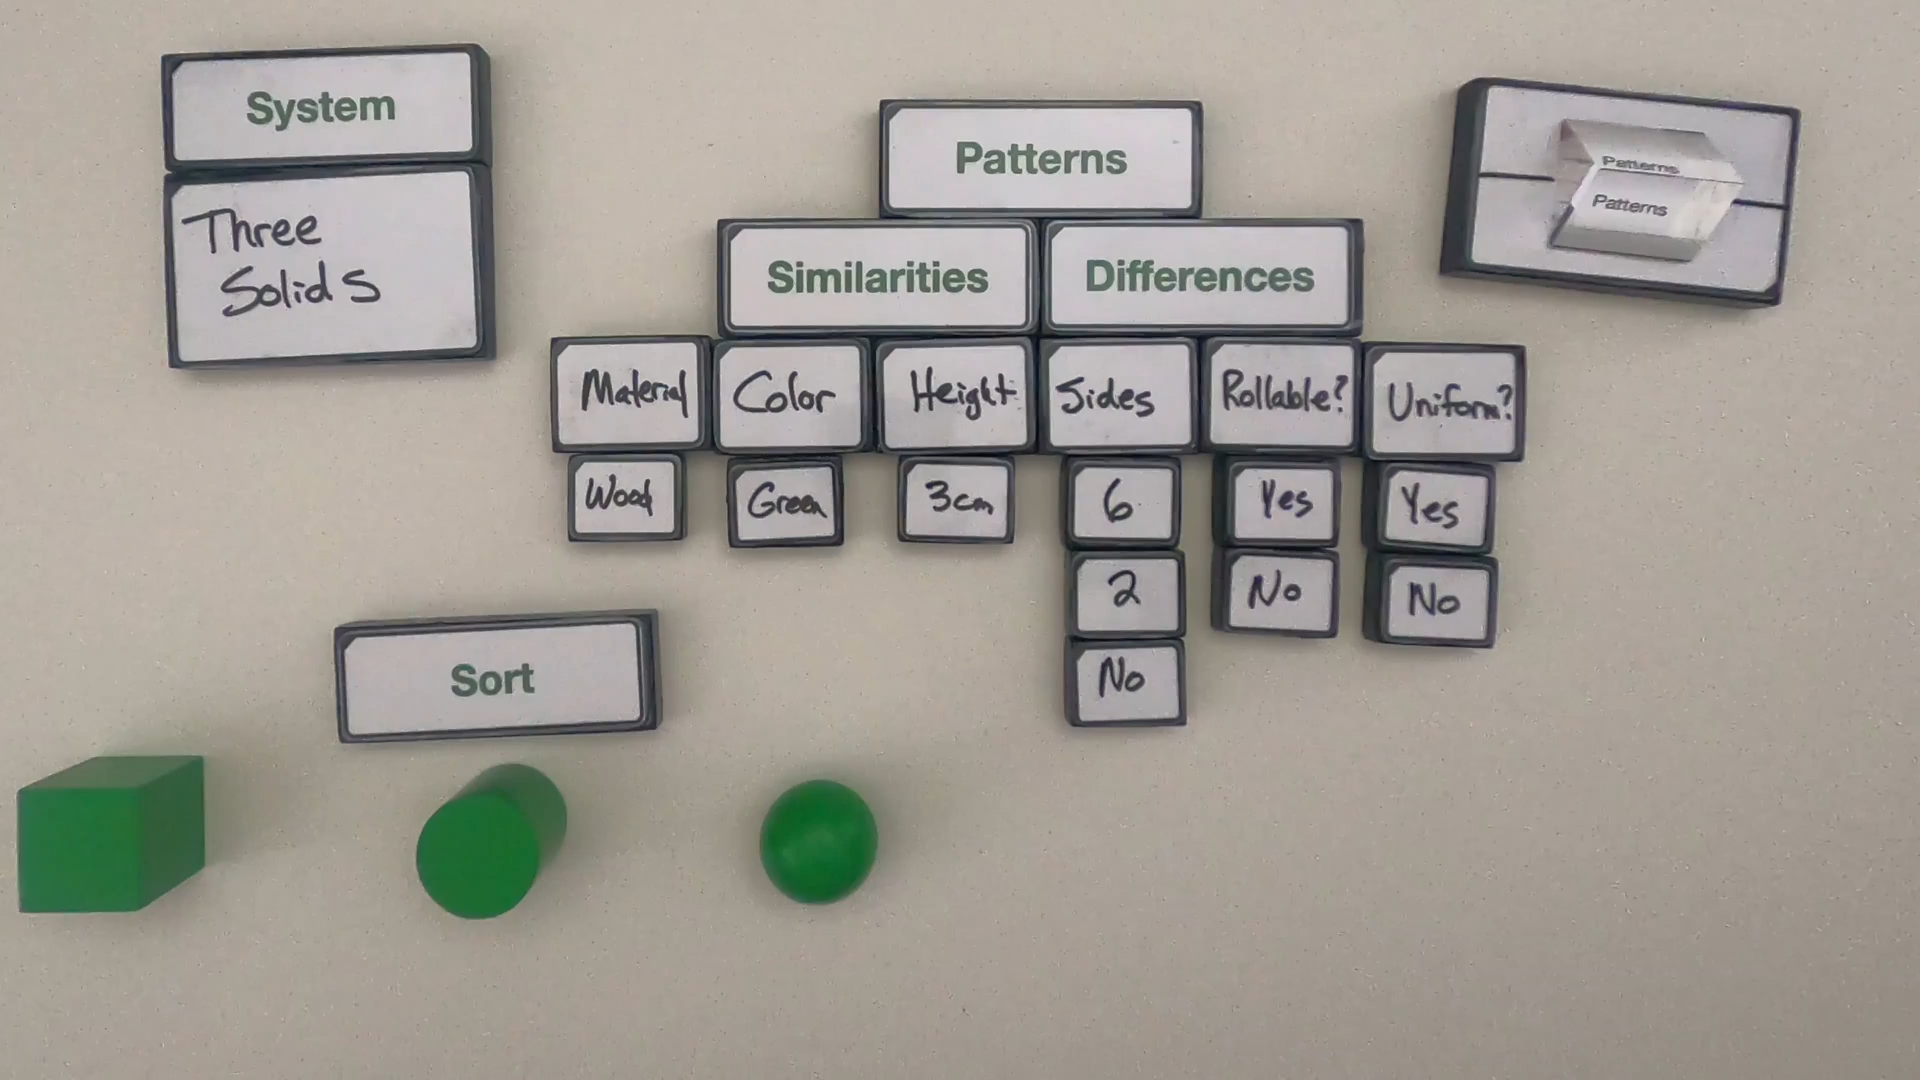 System
Three
Solids
Patterns
Similarities
Differences
Material
Color
Height
Sides
Rollable?
Uniform?
Wood
Green
3cm
6
Yes
Yes
2
No
No
No
Sort
Patterns
Patterns